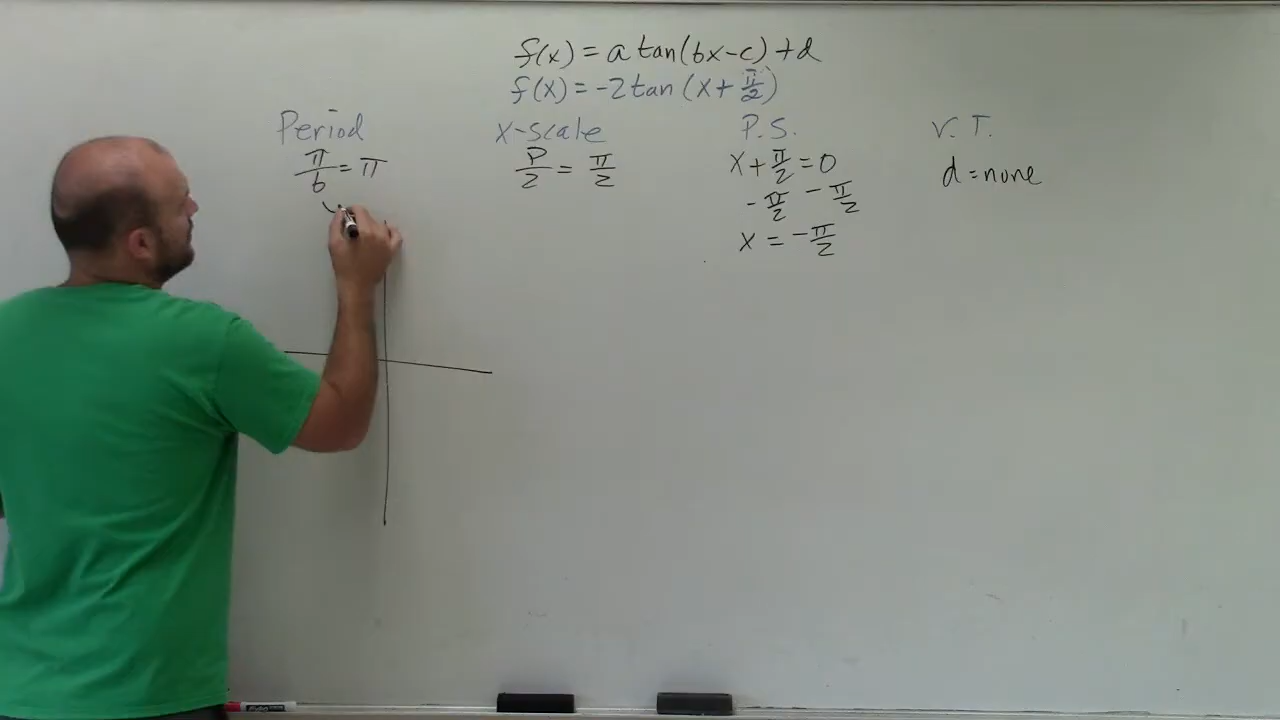 f(x) = a tan(bx-c) + d
f(x) = -2 tan (x + π/2)
Period
π/b = π
x-scale
P/2 = π/2
P.S.
x + π/2 = 0
- π/2 - π/2
x = - π/2
V.T.
d = none